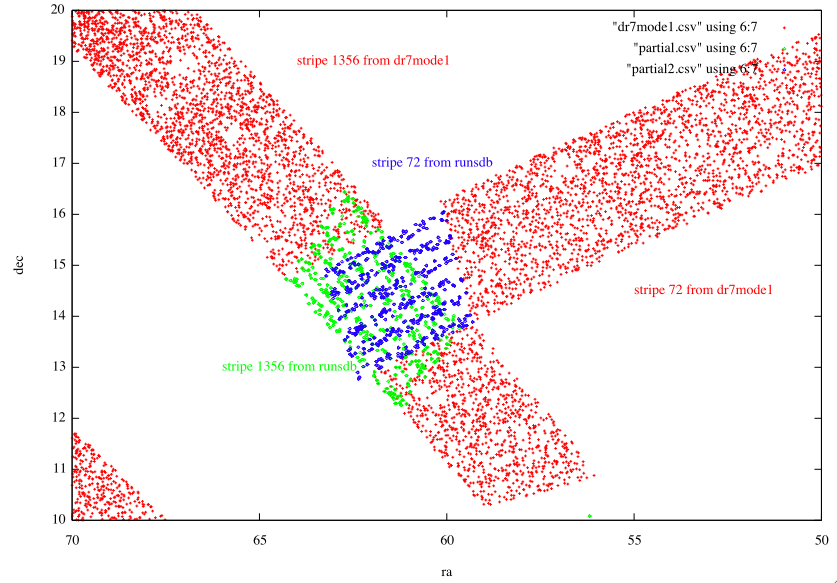 20
19
18
17
16
15
14
13
12
11
10
dec
"dr7mode1.csv" using 6:7
"partial.csv" using 6:7
"partial2.csv" using 6:7
stripe 1356 from dr7mode1
stripe 72 from runsdb
stripe 72 from dr7mode1
stripe 1356 from runsdb
70 65 60 55 50
ra